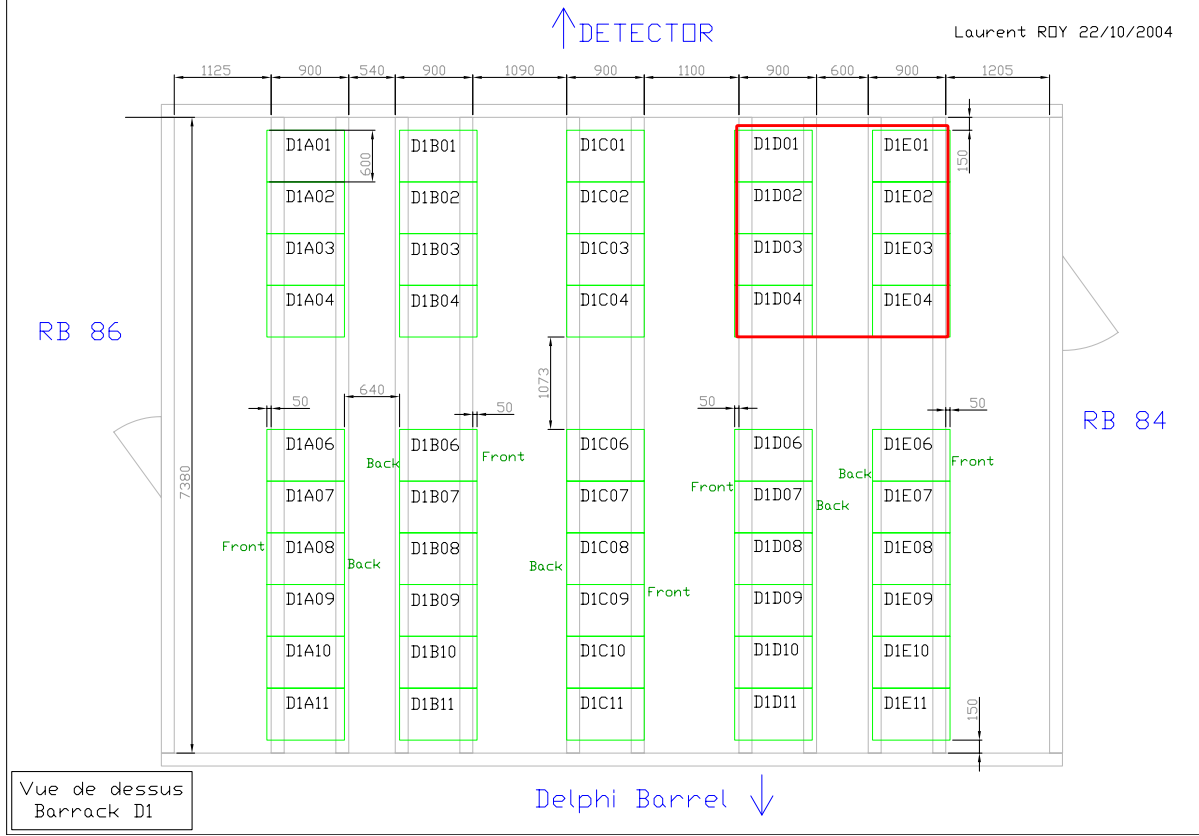 DETECTOR
Laurent ROY 22/10/2004
1125 900 540 900 1090 900 1100 900 600 900 1205
D1A01 D1B01 D1C01 D1D01 D1E01
600 150
D1A02 D1B02 D1C02 D1D02 D1E02
D1A03 D1B03 D1C03 D1D03 D1E03
D1A04 D1B04 D1C04 D1D04 D1E04
RB 86
1073
640
50 50 50 50
RB 84
D1A06 D1B06 D1C06 D1D06 D1E06
Back Front Back Front
7380
Front Back
D1A07 D1B07 D1C07 D1D07 D1E07
D1A08 D1B08 D1C08 D1D08 D1E08
Front Back Back Front
D1A09 D1B09 D1C09 D1D09 D1E09
D1A10 D1B10 D1C10 D1D10 D1E10
D1A11 D1B11 D1C11 D1D11 D1E11
150
Vue de dessus
Barrack D1
Delphi Barrel